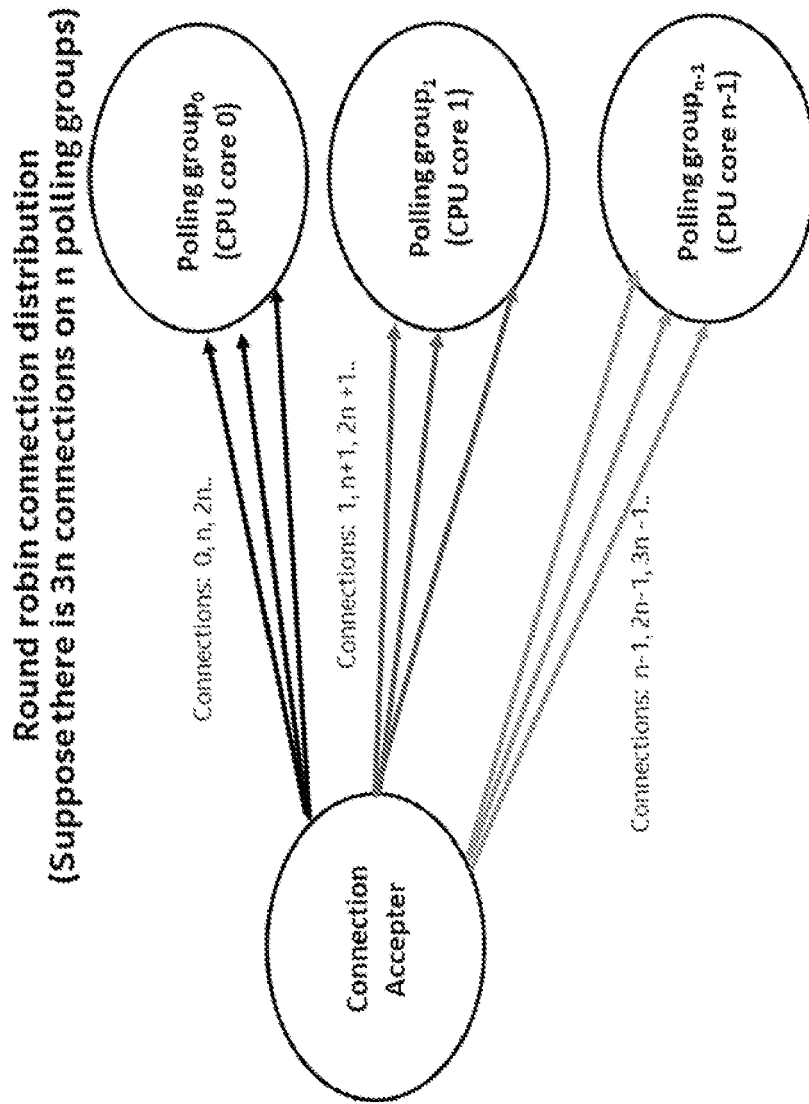 Round robin connection distribution
(Suppose there is 3n connections on n polling groups)
Connection
Accepter
Connections: 0, n, 2n..
Connections: 1, n+1, 2n +1..
Connections: n-1, 2n-1, 3n -1..
Polling group₀
(CPU core 0)
Polling group₁
(CPU core 1)
Polling groupₙ₋₁
(CPU core n-1)